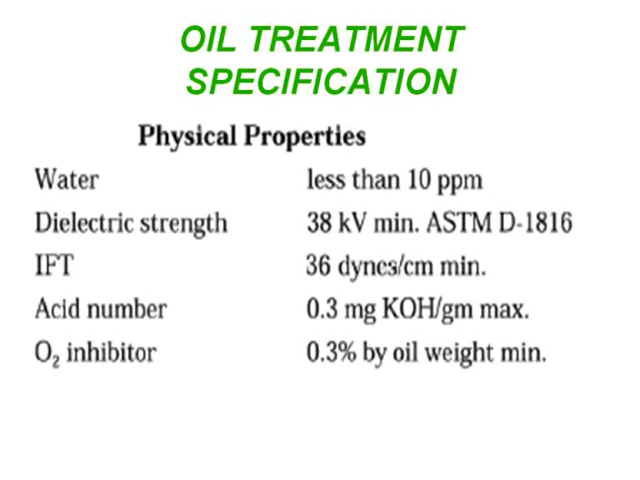 OIL TREATMENT
SPECIFICATION
Physical Properties
Water less than 10 ppm
Dielectric strength 38 kV min. ASTM D-1816
IFT 36 dynes/cm min.
Acid number 0.3 mg KOH/gm max.
O₂ inhibitor 0.3% by oil weight min.